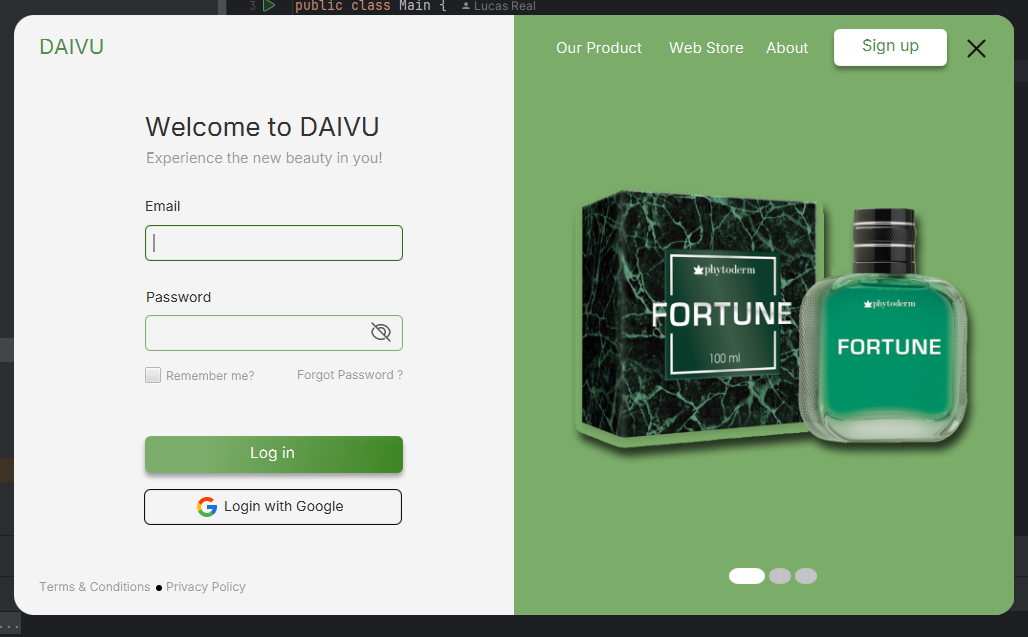 3 public class Main { Lucas Real
DAIVU
Our Product Web Store About Sign up
Welcome to DAIVU
Experience the new beauty in you!
Email
Password
Remember me? Forgot Password ?
Log in
Login with Google
Terms & Conditions ● Privacy Policy
phytoderm
FORTUNE
100 ml
phytoderm
FORTUNE
...